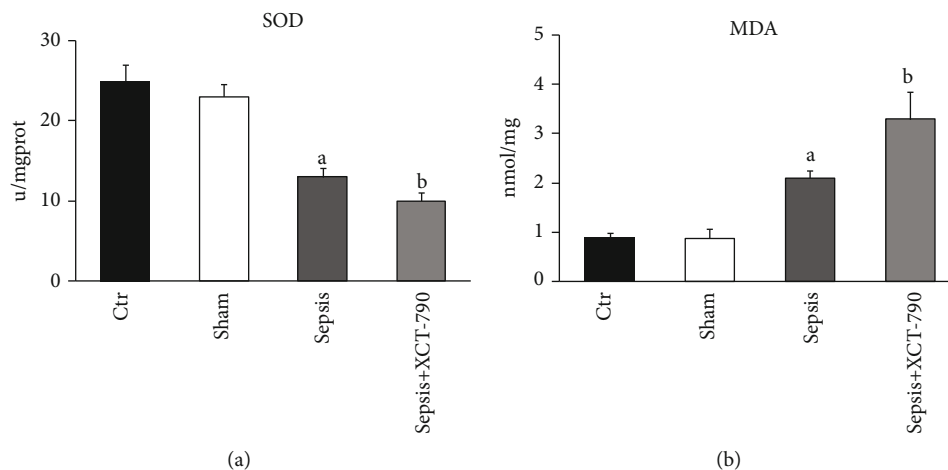 SOD
30
20
10
0
u/mgprot
a
b
Ctr
Sham
Sepsis
Sepsis+XCT-790
(a)
MDA
5
4
3
2
1
0
nmol/mg
a
b
Ctr
Sham
Sepsis
Sepsis+XCT-790
(b)